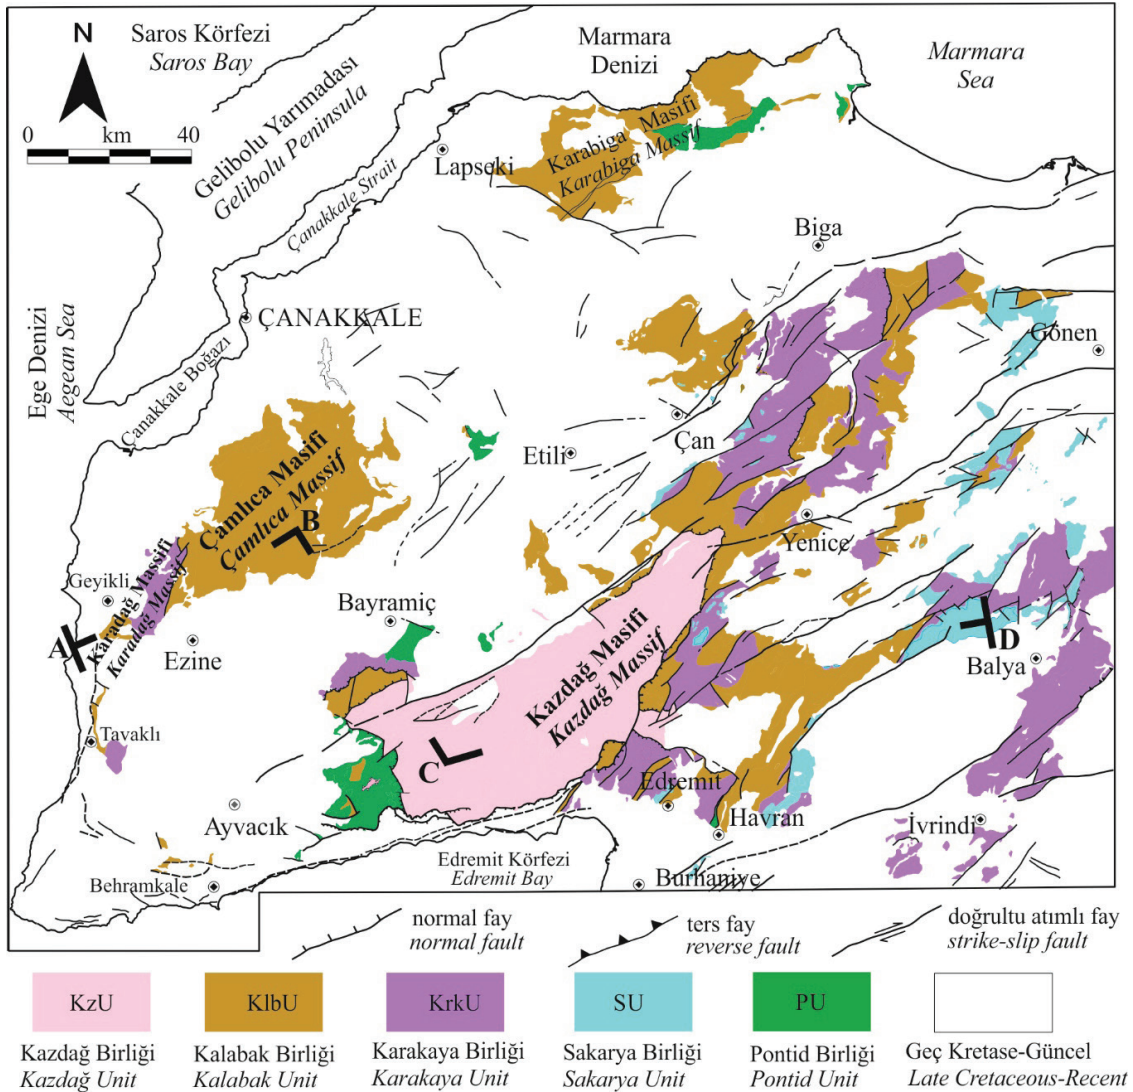 Saros Körfezi
Saros Bay
Marmara
Denizi
Marmara
Sea
N
0 km 40
Gelibolu Yarımadası
Gelibolu Peninsula
Çanakkale Strait
Lapseki
Karabiga Masifi
Karabiga Massif
Biga
ÇANAKKALE
Ege Denizi
Aegean Sea
Çanakkale Boğazı
Gönen
Çan
Etili
Çamlıca Masifi
Çamlıca Massif
B
Yenice
Geyikli
Karadağ Massifi
Karadağ Massif
Bayramiç
A
Ezine
Kazdağ Masifi
Kazdağ Massif
D
Balya
Tavaklı
C
Edremit
Ayvacık
Havran
İvrindi
Edremit Körfezi
Edremit Bay
Behramkale
Burhaniye
normal fay
normal fault
ters fay
reverse fault
doğrultu atımlı fay
strike-slip fault
KzU
KlbU
KrkU
SU
PU
Kazdağ Birliği
Kazdağ Unit
Kalabak Birliği
Kalabak Unit
Karakaya Birliği
Karakaya Unit
Sakarya Birliği
Sakarya Unit
Pontid Birliği
Pontid Unit
Geç Kretase-Güncel
Late Cretaceous-Recent